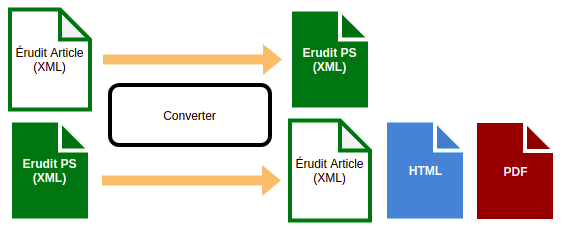 Érudit Article
(XML)
Erudit PS
(XML)
Converter
Erudit PS
(XML)
Érudit Article
(XML)
HTML
PDF